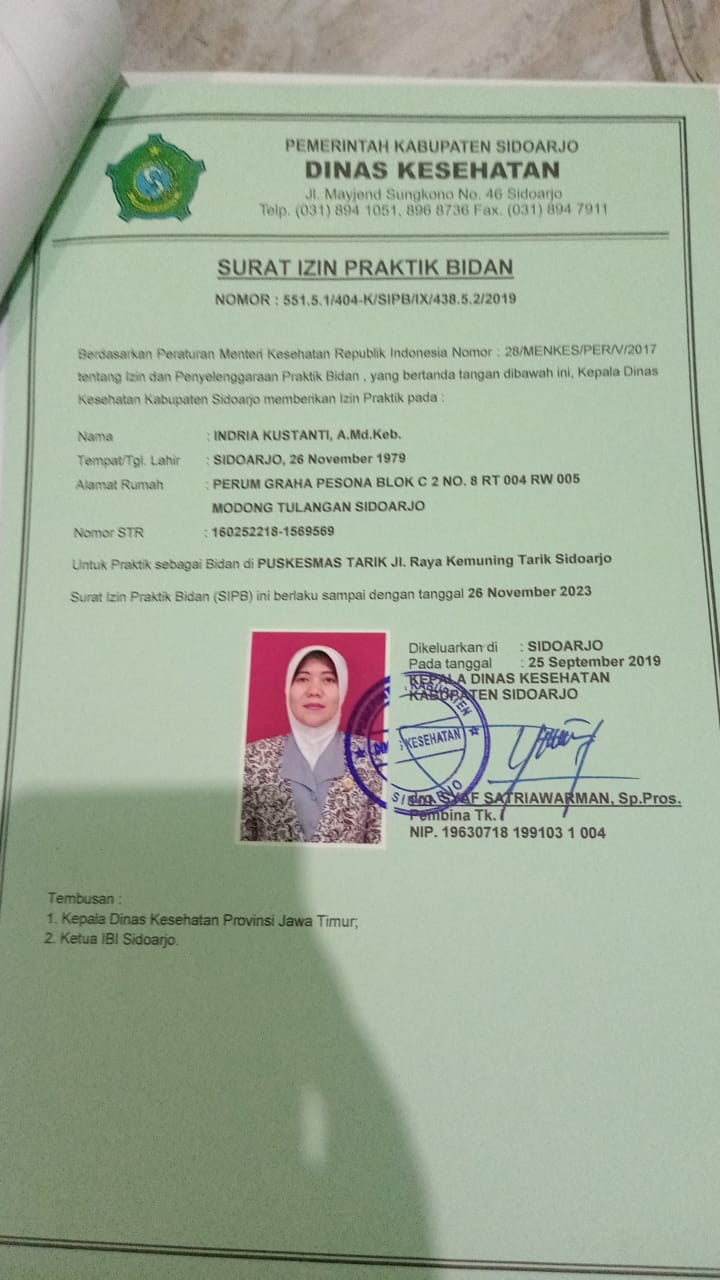 PEMERINTAH KABUPATEN SIDOARJO
DINAS KESEHATAN
Jl. Mayjend Sungkono No. 46 Sidoarjo
Telp. (031) 894 1051, 896 8736 Fax. (031) 894 7911
SURAT IZIN PRAKTIK BIDAN
NOMOR : 551.5.1/404-K/SIPB/IX/438.5.2/2019
Berdasarkan Peraturan Menteri Kesehatan Republik Indonesia Nomor : 28/MENKES/PER/V/2017
tentang Izin dan Penyelenggaraan Praktik Bidan , yang bertanda tangan dibawah ini, Kepala Dinas
Kesehatan Kabupaten Sidoarjo memberikan Izin Praktik pada :
Nama : INDRIA KUSTANTI, A.Md.Keb.
Tempat/Tgl. Lahir : SIDOARJO, 26 November 1979
Alamat Rumah : PERUM GRAHA PESONA BLOK C 2 NO. 8 RT 004 RW 005
MODONG TULANGAN SIDOARJO
Nomor STR : 160252218-1569569
Untuk Praktik sebagai Bidan di PUSKESMAS TARIK Jl. Raya Kemuning Tarik Sidoarjo
Surat Izin Praktik Bidan (SIPB) ini berlaku sampai dengan tanggal 26 November 2023
Dikeluarkan di : SIDOARJO
Pada tanggal : 25 September 2019
KEPALA DINAS KESEHATAN
KABUPATEN SIDOARJO
KABUPATEN
KESEHATAN
SIDOARJO
drg. SYAF SATRIAWARMAN, Sp.Pros.
Pembina Tk. I
NIP. 19630718 199103 1 004
Tembusan :
1. Kepala Dinas Kesehatan Provinsi Jawa Timur;
2. Ketua IBI Sidoarjo.